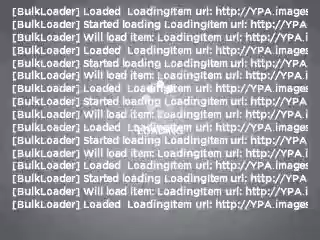 [BulkLoader] Loaded LoadingItem url: http://YPA.images
[BulkLoader] Started loading LoadingItem url: http://YPA
[BulkLoader] Will load item: LoadingItem url: http://YPA.i
[BulkLoader] Loaded LoadingItem url: http://YPA.images
[BulkLoader] Started loading LoadingItem url: http://YPA
[BulkLoader] Will load item: LoadingItem url: http://YPA.i
[BulkLoader] Loaded LoadingItem url: http://YPA.images
[BulkLoader] Started loading LoadingItem url: http://YPA
[BulkLoader] Will load item: LoadingItem url: http://YPA.i
[BulkLoader] Loaded LoadingItem url: http://YPA.images
LOADING
[BulkLoader] Started loading LoadingItem url: http://YPA
[BulkLoader] Will load item: LoadingItem url: http://YPA.i
[BulkLoader] Loaded LoadingItem url: http://YPA.images
[BulkLoader] Started loading LoadingItem url: http://YPA
[BulkLoader] Will load item: LoadingItem url: http://YPA.i
[BulkLoader] Loaded LoadingItem url: http://YPA.images